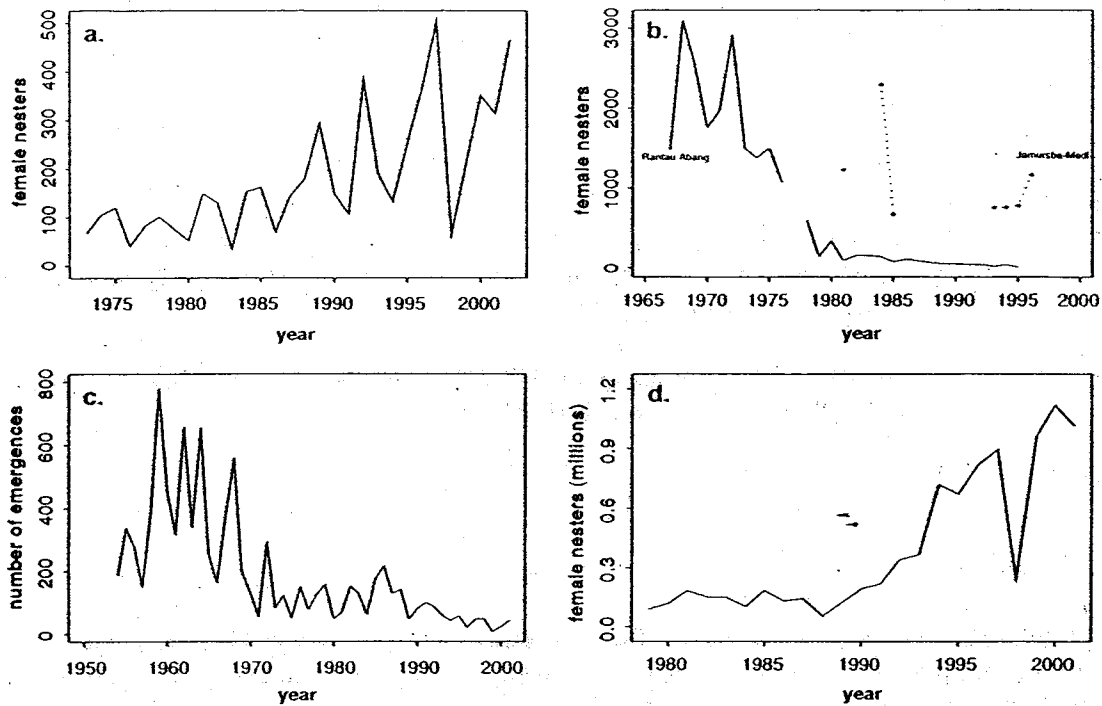 a.
female nesters
500
400
300
200
100
0
1975 1980 1985 1990 1995 2000
year
b.
female nesters
3000
2000
1000
0
Rantau Abang
Jamursba-Medi
1965 1970 1975 1980 1985 1990 1995 2000
year
c.
number of emergences
800
600
400
200
0
1950 1960 1970 1980 1990 2000
year
d.
female nesters (millions)
1.2
0.9
0.6
0.3
0.0
1980 1985 1990 1995 2000
year